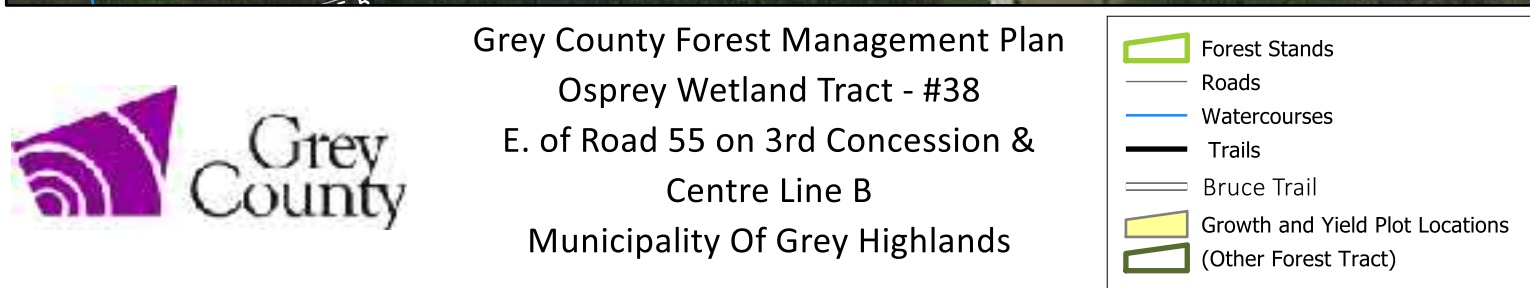 Grey
County
Grey County Forest Management Plan
Osprey Wetland Tract - #38
E. of Road 55 on 3rd Concession &
Centre Line B
Municipality Of Grey Highlands
Forest Stands
Roads
Watercourses
Trails
Bruce Trail
Growth and Yield Plot Locations
(Other Forest Tract)